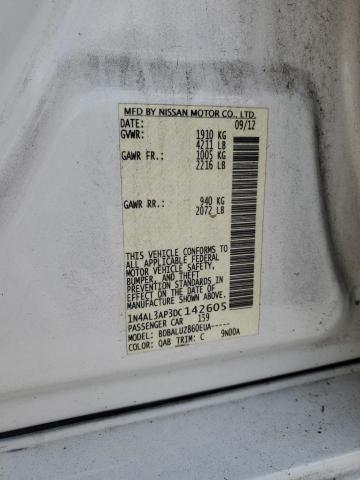 MFD BY NISSAN MOTOR CO., LTD.
DATE: 09/12
GVWR: 1910 KG
4211 LB
GAWR FR: 1005 KG
2216 LB
GAWR RR: 940 KG
2072 LB
THIS VEHICLE CONFORMS TO
ALL APPLICABLE FEDERAL
MOTOR VEHICLE SAFETY,
BUMPER, AND THEFT
PREVENTION STANDARDS IN
EFFECT ON THE DATE OF
MANUFACTURE SHOWN ABOVE.
1N4AL3AP3DC142605
PASSENGER CAR 159
MODEL: BDBALUZ860EUA-----
COLOR: QAB TRIM: C 9N00A